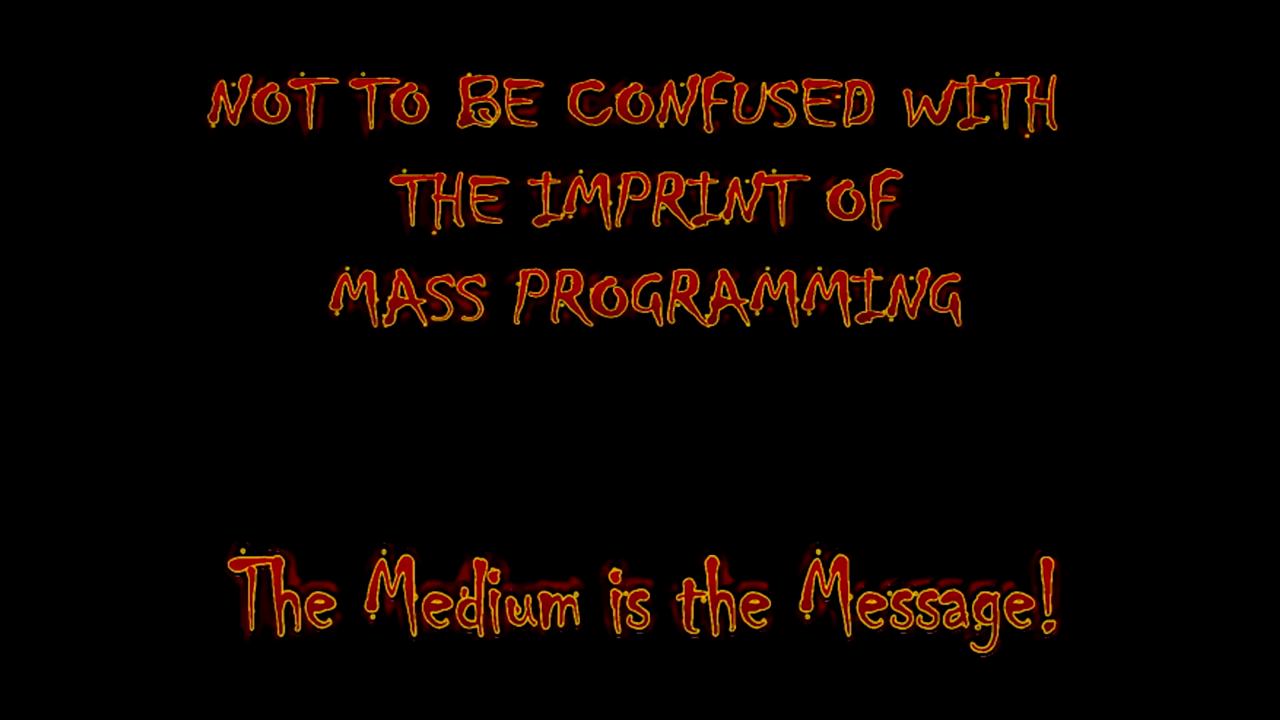 NOT TO BE CONFUSED WITH
THE IMPRINT OF
MASS PROGRAMMING
The Medium is the Message!